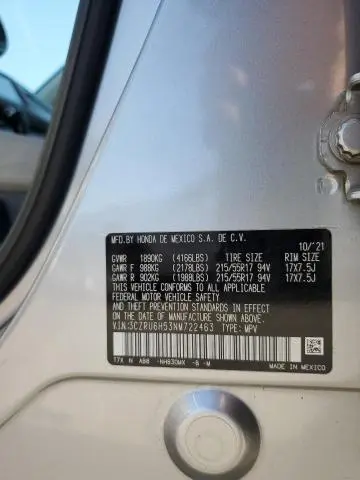 MFD.BY HONDA DE MEXICO S.A. DE C.V. 10/'21
GVWR 1890KG (4166LBS) TIRE SIZE RIM SIZE
GAWR F 988KG (2178LBS) 215/55R17 94V 17X7.5J
GAWR R 902KG (1988LBS) 215/55R17 94V 17X7.5J
THIS VEHICLE CONFORMS TO ALL APPLICABLE
FEDERAL MOTOR VEHICLE SAFETY AND THEFT
PREVENTION STANDARDS IN EFFECT ON THE DATE
OF MANUFACTURE SHOWN ABOVE.
V.I.N:3CZRU6H53NM722463 TYPE: MPV
T7X N AB8 -NH830MX -B -M
MADE IN MEXICO